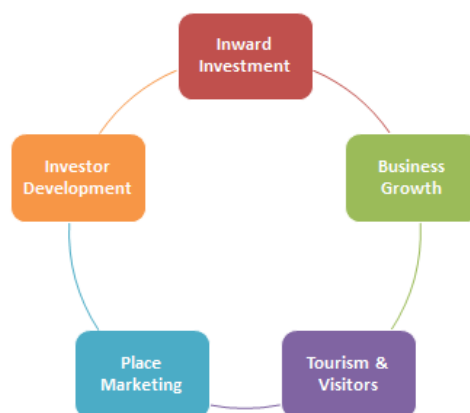 Inward
Investment
Business
Growth
Tourism &
Visitors
Place
Marketing
Investor
Development